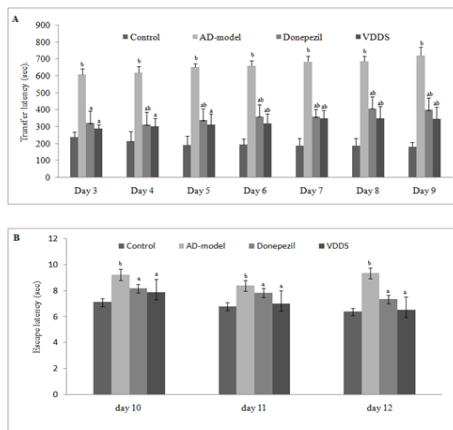 A
900
800
700
600
500
400
300
200
100
0
Transfer latency (sec)
Control AD-model Donepezil VDDS
b b b b b b b
a a ab a ab a ab a ab ab ab ab ab ab
Day 3 Day 4 Day 5 Day 6 Day 7 Day 8 Day 9
B
12
10
8
6
4
2
0
Escape latency (sec)
Control AD-model Donepezil VDDS
b a a b a a b a a
day 10 day 11 day 12